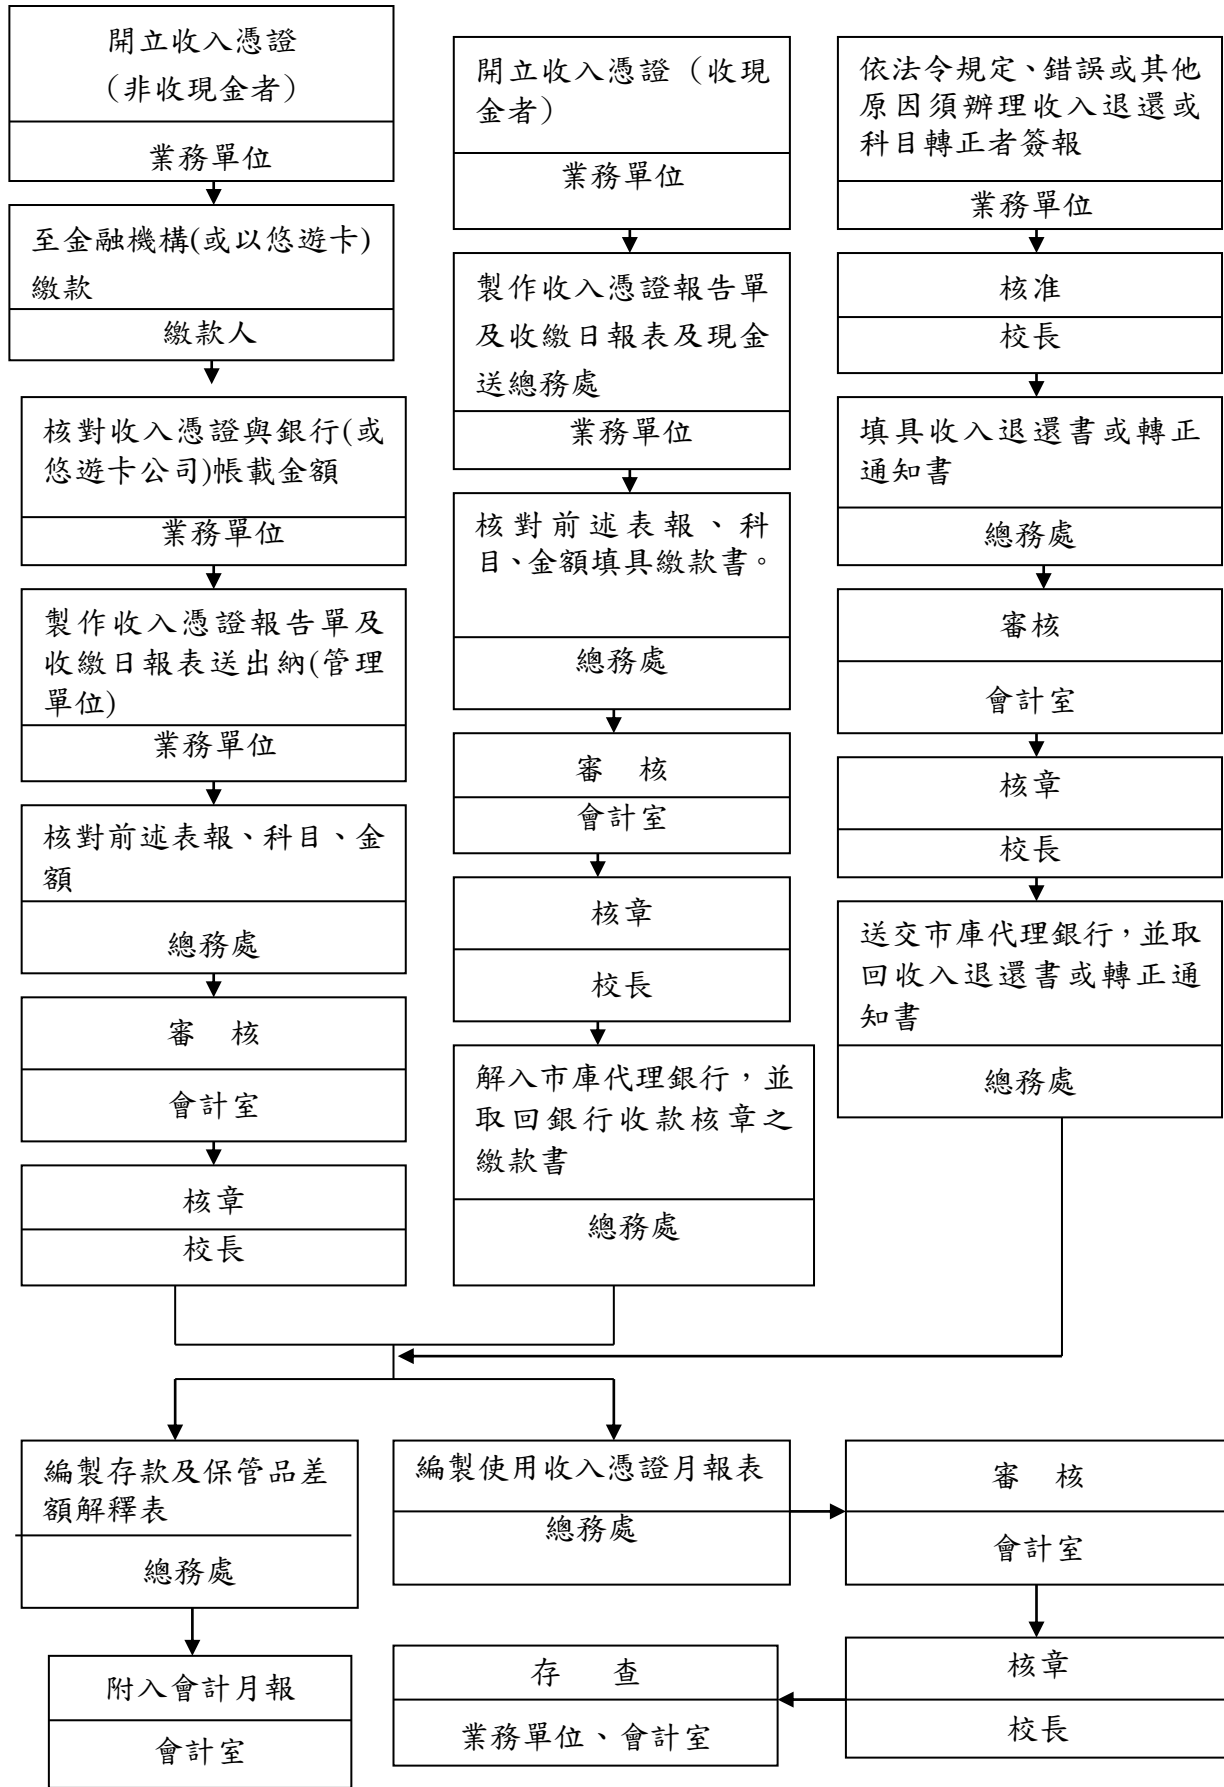 開立收入憑證
（非收現金者）
業務單位
至金融機構(或以悠遊卡)
繳款
繳款人
核對收入憑證與銀行(或
悠遊卡公司)帳載金額
業務單位
製作收入憑證報告單及
收繳日報表送出納(管理
單位)
業務單位
核對前述表報、科目、金
額
總務處
審　核
會計室
核章
校長
開立收入憑證（收現
金者）
業務單位
製作收入憑證報告單
及收繳日報表及現金
送總務處
業務單位
核對前述表報、科
目、金額填具繳款書。
總務處
審　核
會計室
核章
校長
解入市庫代理銀行，並
取回銀行收款核章之
繳款書
總務處
依法令規定、錯誤或其他
原因須辦理收入退還或
科目轉正者簽報
業務單位
核准
校長
填具收入退還書或轉正
通知書
總務處
審核
會計室
核章
校長
送交市庫代理銀行，並取
回收入退還書或轉正通
知書
總務處
編製存款及保管品差
額解釋表
總務處
附入會計月報
會計室
編製使用收入憑證月報表
總務處
審　核
會計室
核章
校長
存　查
業務單位、會計室